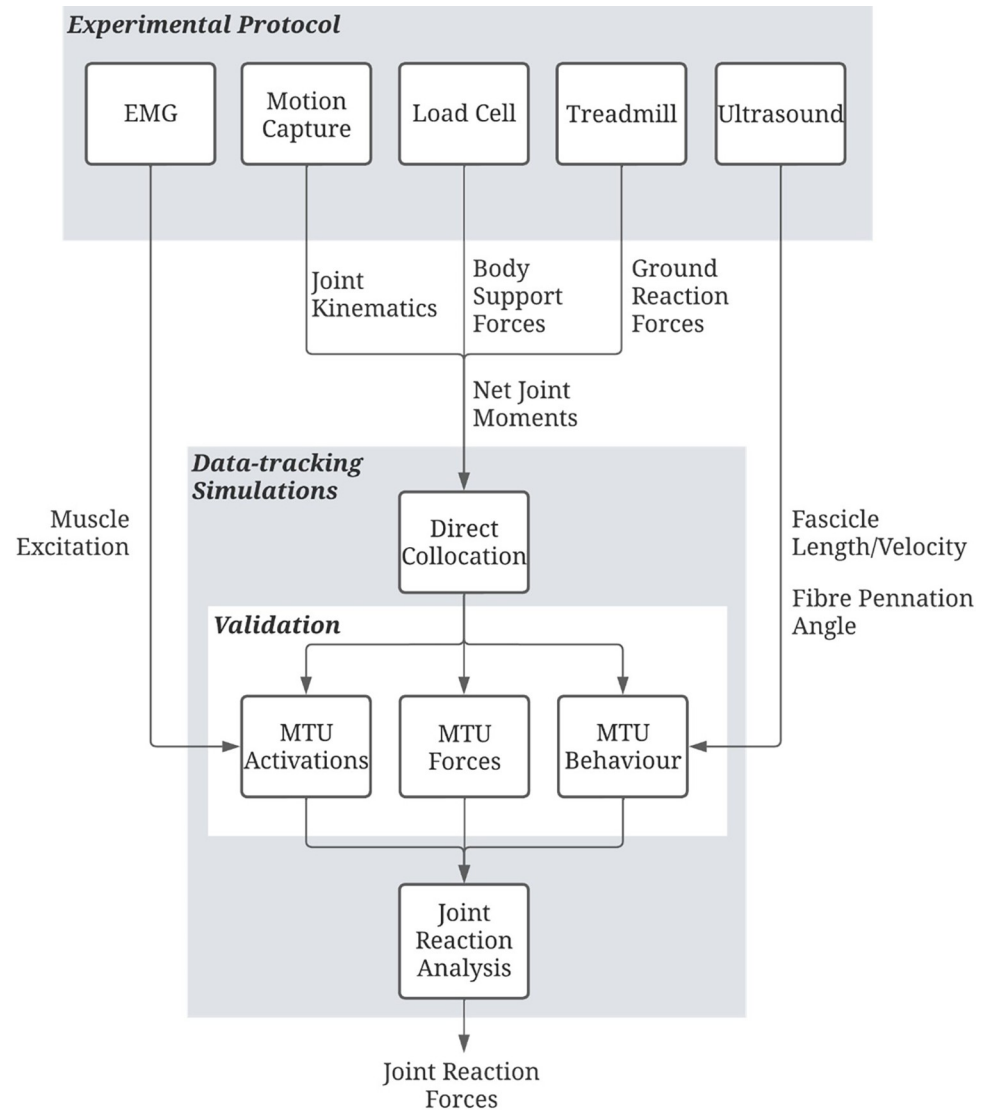 Experimental Protocol
EMG
Motion
Capture
Load Cell
Treadmill
Ultrasound
Joint
Kinematics
Body
Support
Forces
Ground
Reaction
Forces
Net Joint
Moments
Data-tracking
Simulations
Direct
Collocation
Muscle
Excitation
Fascicle
Length/Velocity
Fibre Pennation
Angle
Validation
MTU
Activations
MTU
Forces
MTU
Behaviour
Joint
Reaction
Analysis
Joint Reaction
Forces